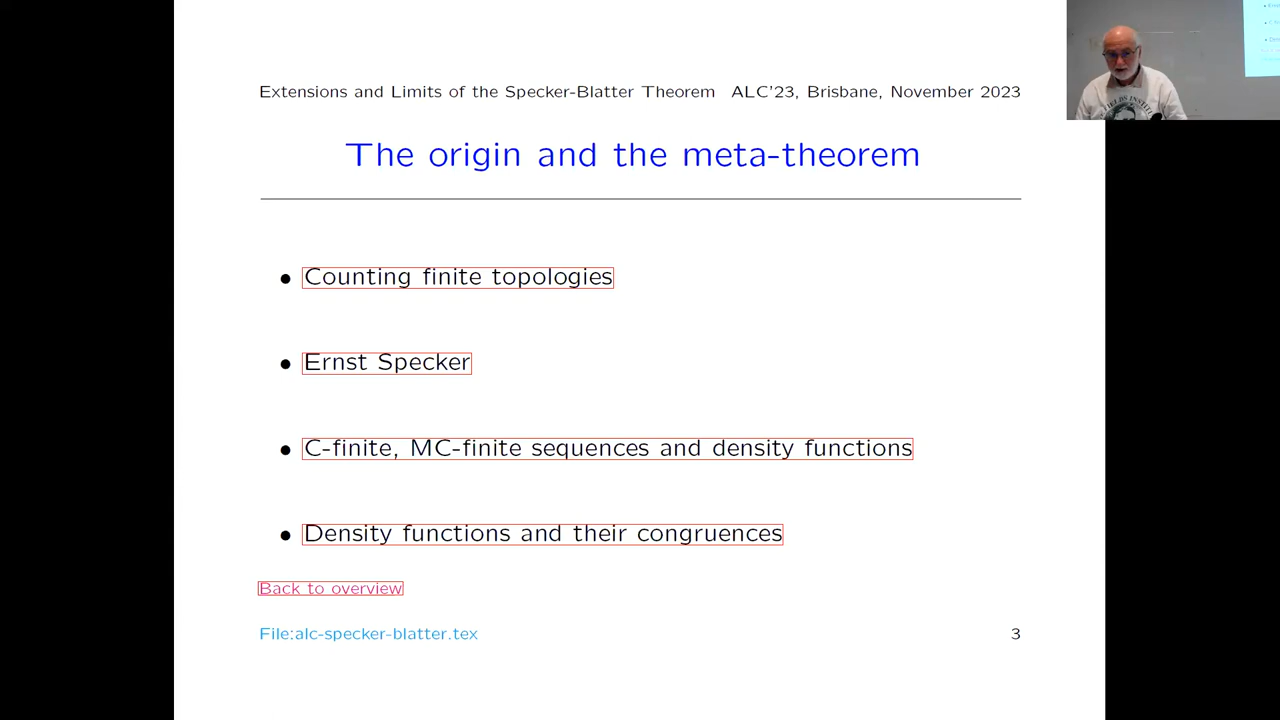 Extensions and Limits of the Specker-Blatter Theorem ALC'23, Brisbane, November 2023
The origin and the meta-theorem
• Counting finite topologies
• Ernst Specker
• C-finite, MC-finite sequences and density functions
• Density functions and their congruences
Back to overview
File:alc-specker-blatter.tex 3